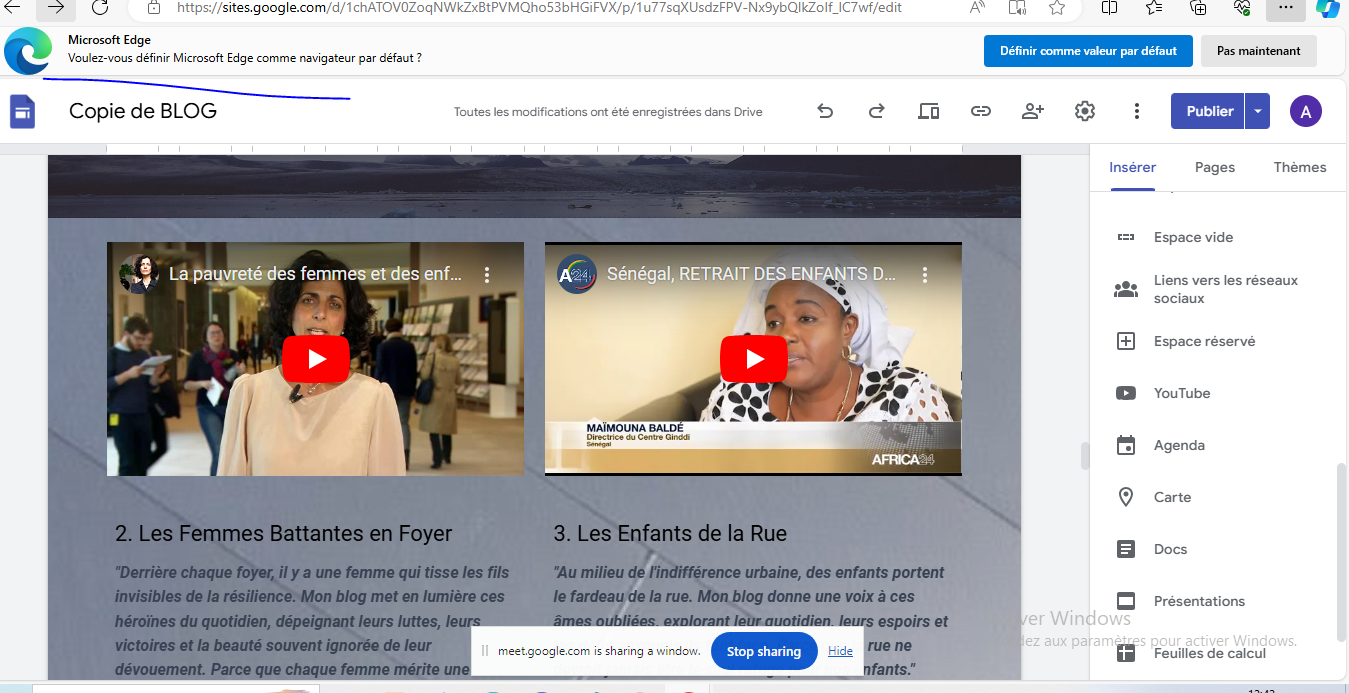 https://sites.google.com/d/1chATOV0ZoqNWkZxBtPVMQho53bHGiFVX/p/1u77sqXUsdzFPV-Nx9ybQlkZoIf_lC7wf/edit
Microsoft Edge
Voulez-vous définir Microsoft Edge comme navigateur par défaut ?
Définir comme valeur par défaut
Pas maintenant
Copie de BLOG
Toutes les modifications ont été enregistrées dans Drive
Publier
A
Insérer
Pages
Thèmes
La pauvreté des femmes et des enf...
A24
Sénégal, RETRAIT DES ENFANTS D...
MAÏMOUNA BALDÉ
Directrice du Centre Ginddi
Sénégal
AFRICA24
2. Les Femmes Battantes en Foyer
"Derrière chaque foyer, il y a une femme qui tisse les fils
invisibles de la résilience. Mon blog met en lumière ces
héroïnes du quotidien, dépeignant leurs luttes, leurs
victoires et la beauté souvent ignorée de leur
dévouement. Parce que chaque femme mérite une
3. Les Enfants de la Rue
"Au milieu de l'indifférence urbaine, des enfants portent
le fardeau de la rue. Mon blog donne une voix à ces
âmes oubliées, explorant leur quotidien, leurs espoirs et
rue ne
enfants."
meet.google.com is sharing a window.
Stop sharing
Hide
Espace vide
Liens vers les réseaux
sociaux
Espace réservé
YouTube
Agenda
Carte
Docs
Présentations
Feuilles de calcul
ver Windows
dez aux paramètres pour activer Windows.